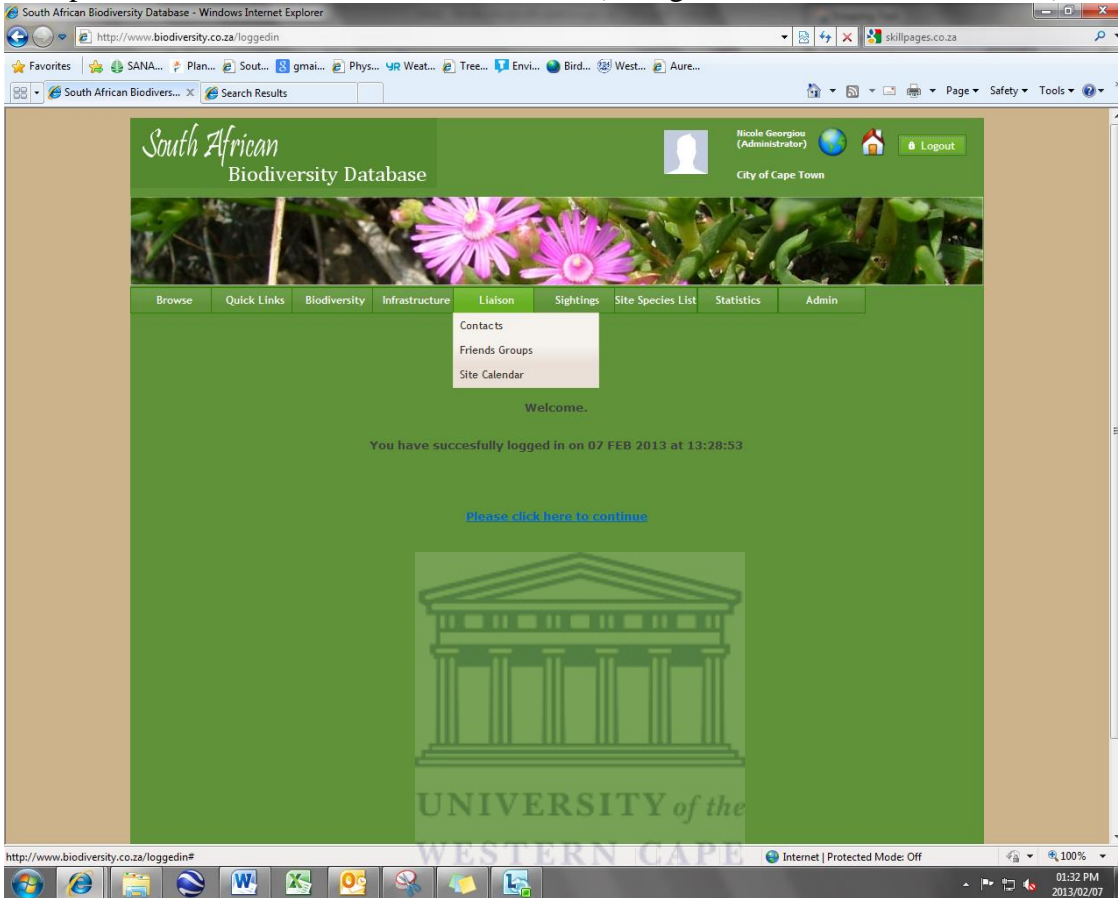 South African Biodiversity Database - Windows Internet Explorer
http://www.biodiversity.co.za/loggedin
skillpages.co.za
Favorites SANA... Plan... Sout... gmai... Phys... YR Weat... Tree... Envi... Bird... West... Aure...
South African Biodivers... x Search Results
Page Safety Tools
South African
Biodiversity Database
Nicole Georgiou
(Administrator)
Logout
City of Cape Town
Browse Quick Links Biodiversity Infrastructure Liaison Sightings Site Species List Statistics Admin
Contacts
Friends Groups
Site Calendar
Welcome.
You have succesfully logged in on 07 FEB 2013 at 13:28:53
Please click here to continue
UNIVERSITY of the
WESTERN CAPE
http://www.biodiversity.co.za/loggedin#
Internet | Protected Mode: Off
100%
01:32 PM
2013/02/07